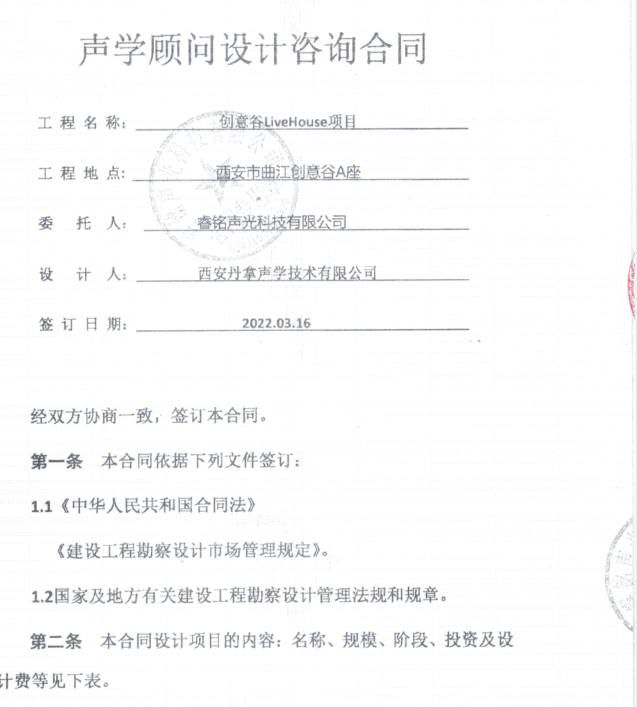 声学顾问设计咨询合同
工程名称: 创意谷LiveHouse项目
工程地点: 西安市曲江创意谷A座
委托人: 睿铭声光科技有限公司
设计人: 西安丹拿声学技术有限公司
签订日期: 2022.03.16
经双方协商一致，签订本合同。
第一条 本合同依据下列文件签订：
1.1《中华人民共和国合同法》
《建设工程勘察设计市场管理规定》。
1.2国家及地方有关建设工程勘察设计管理法规和规章。
第二条 本合同设计项目的内容：名称、规模、阶段、投资及设
计费等见下表。